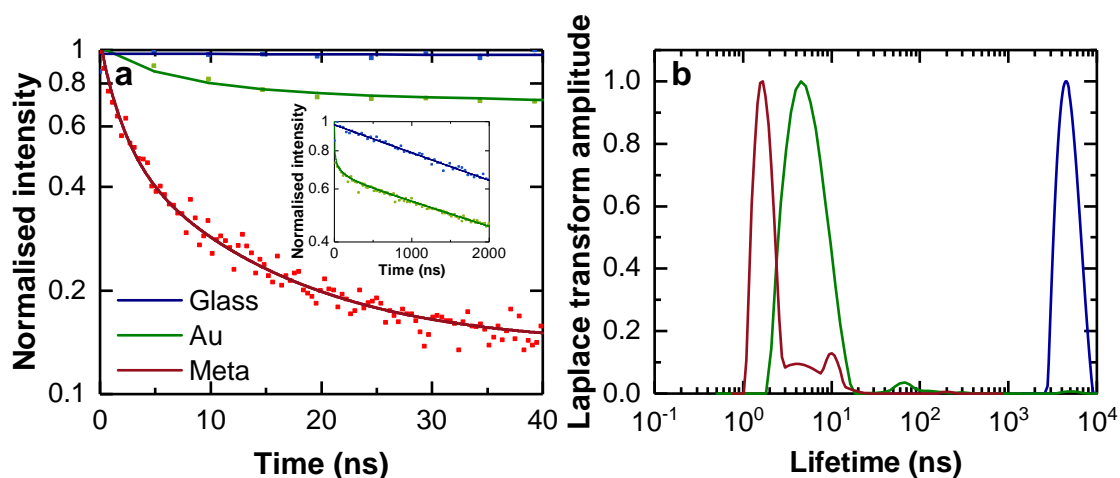 a
Normalised intensity
1
0.8
0.6
0.4
0.2
0.1
0
10
20
30
40
Time (ns)
Glass
Au
Meta
Normalised intensity
1
0.8
0.6
0.4
0
1000
2000
Time (ns)
b
Laplace transform amplitude
1.0
0.8
0.6
0.4
0.2
0.0
10⁻¹
10⁰
10¹
10²
10³
10⁴
Lifetime (ns)